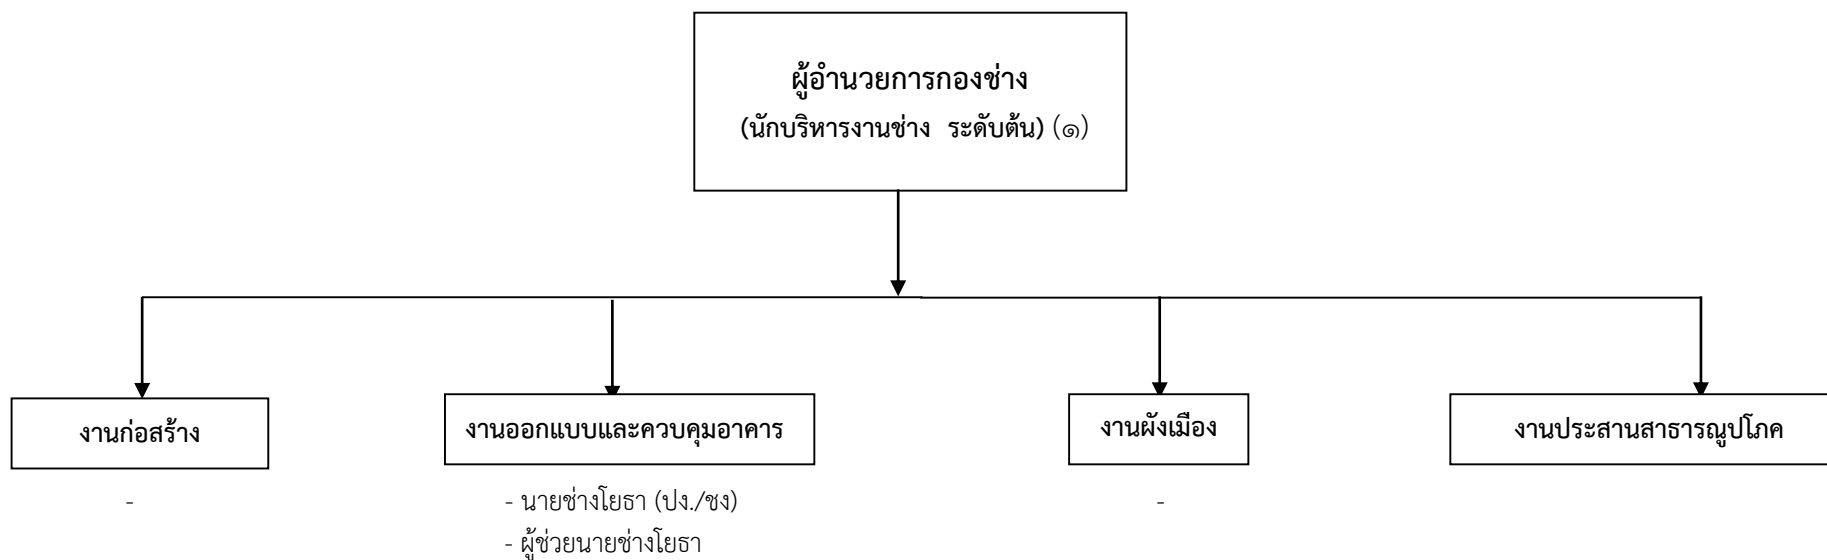 ผู้อำนวยการกองช่าง
(นักบริหารงานช่าง ระดับต้น) (๑)
งานก่อสร้าง
งานออกแบบและควบคุมอาคาร
งานผังเมือง
งานประสานสาธารณูปโภค
-
- นายช่างโยธา (ปง./ชง)
- ผู้ช่วยนายช่างโยธา
-